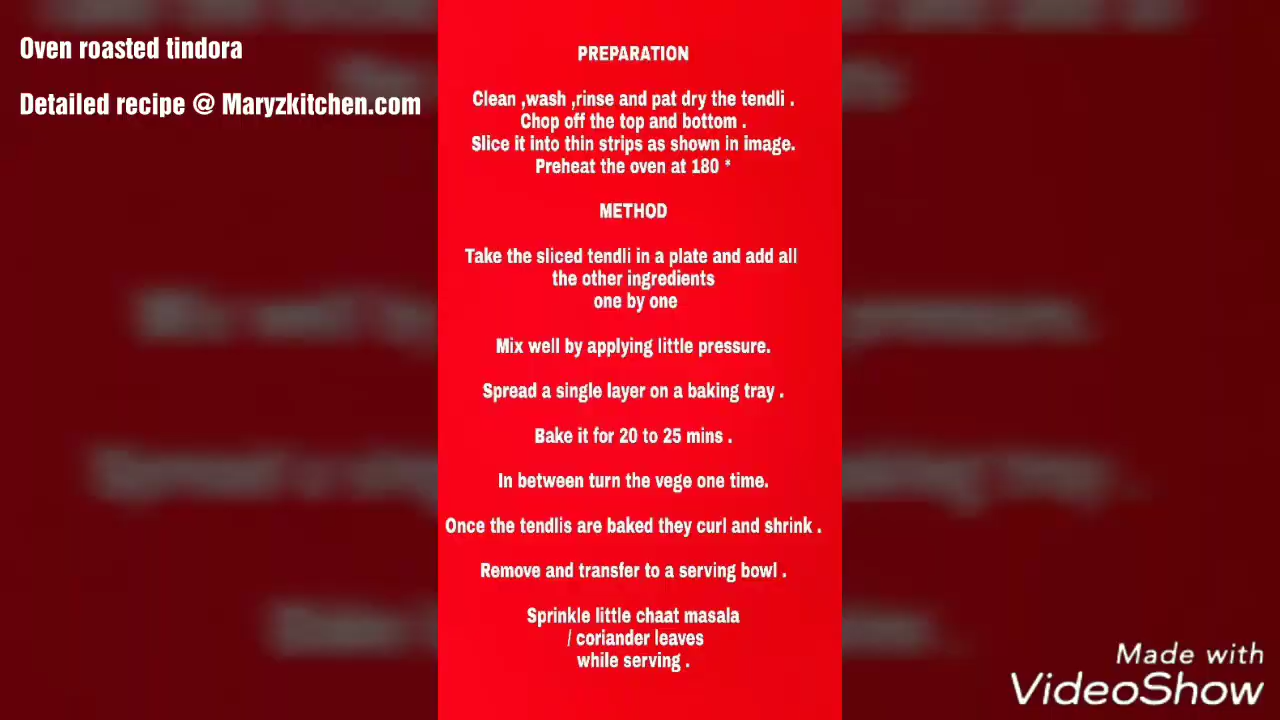 Oven roasted tindora
Detailed recipe @ Maryzkitchen.com
PREPARATION
Clean ,wash ,rinse and pat dry the tendli .
Chop off the top and bottom .
Slice it into thin strips as shown in image.
Preheat the oven at 180 *
METHOD
Take the sliced tendli in a plate and add all
the other ingredients
one by one
Mix well by applying little pressure.
Spread a single layer on a baking tray .
Bake it for 20 to 25 mins .
In between turn the vege one time.
Once the tendlis are baked they curl and shrink .
Remove and transfer to a serving bowl .
Sprinkle little chaat masala
/ coriander leaves
while serving .
Made with
VideoShow